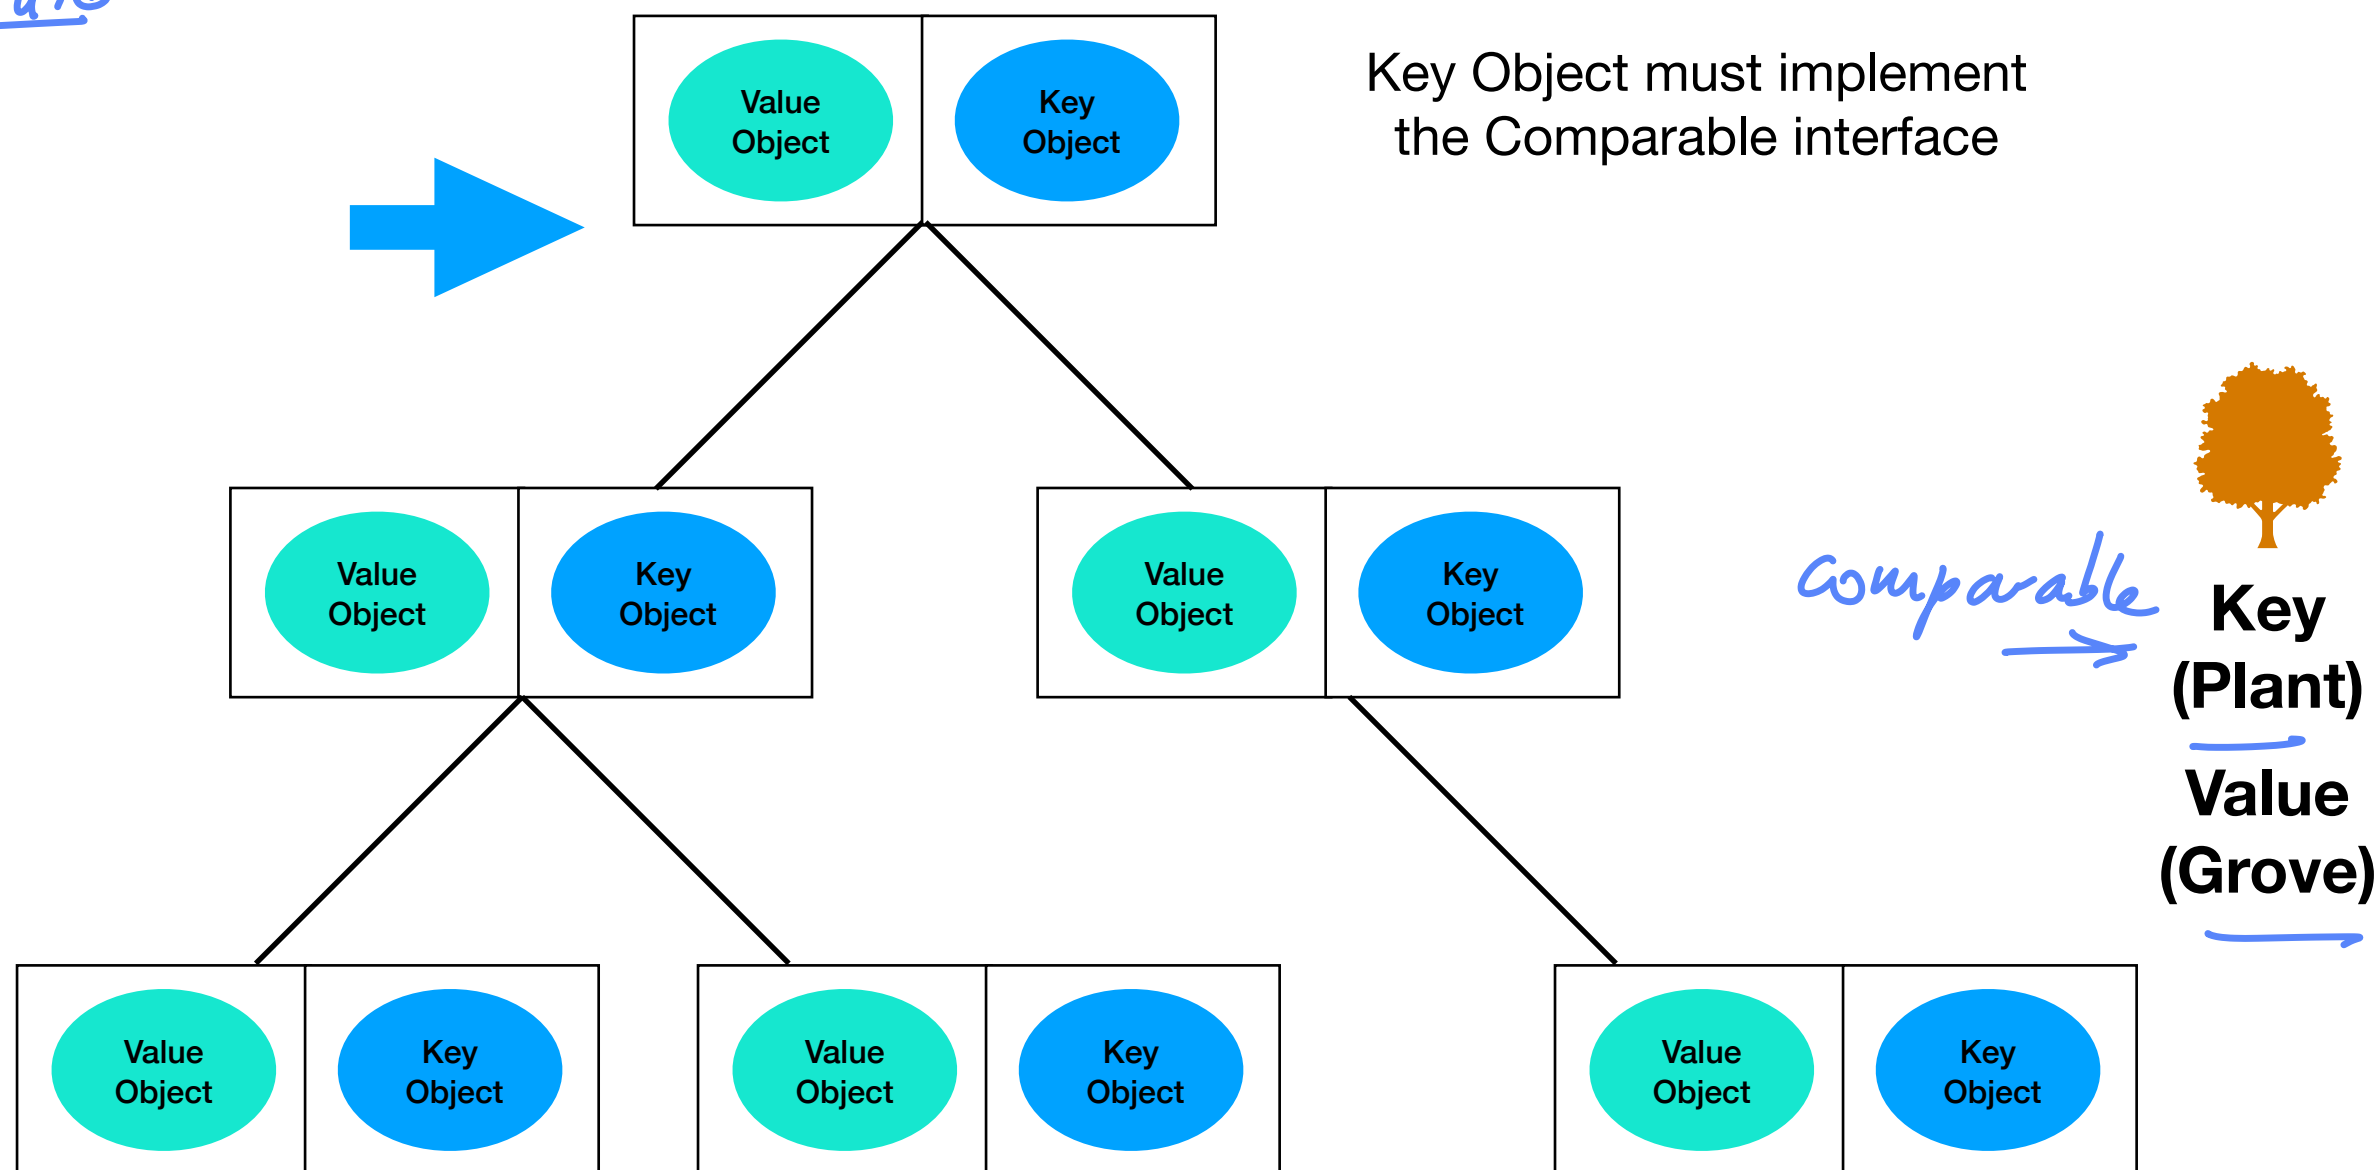 Value
Object
Key
Object
Key Object must implement
the Comparable interface
Value
Object
Key
Object
Value
Object
Key
Object
comparable
Key
(Plant)
Value
(Grove)
Value
Object
Key
Object
Value
Object
Key
Object
Value
Object
Key
Object